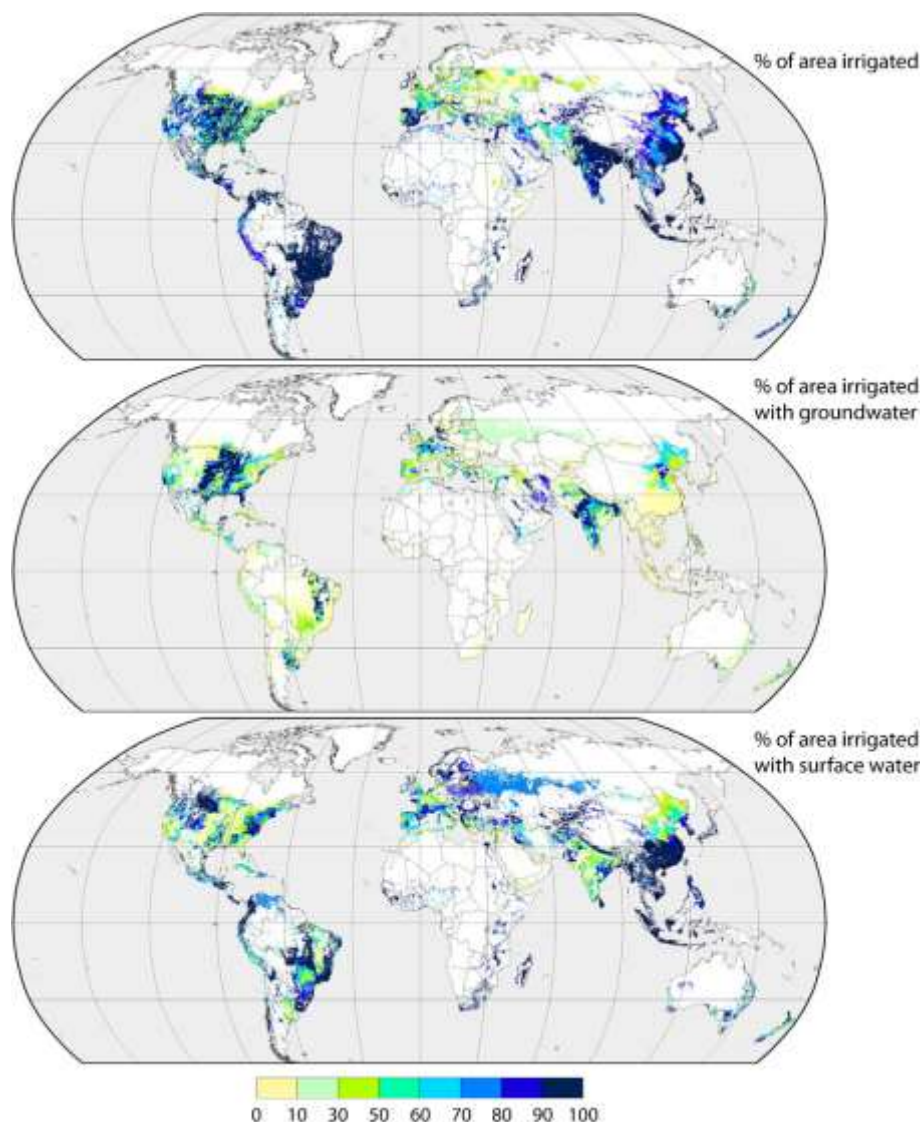 % of area irrigated
% of area irrigated
with groundwater
% of area irrigated
with surface water
0 10 30 50 60 70 80 90 100